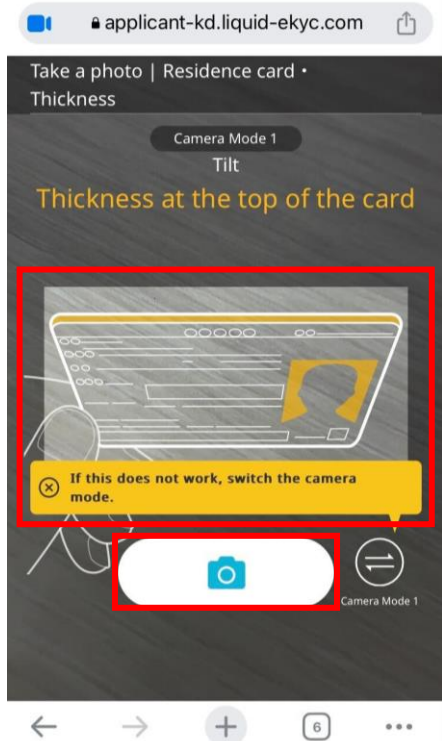 applicant-kd.liquid-ekyc.com
Take a photo | Residence card •
Thickness
Camera Mode 1
Tilt
Thickness at the top of the card
If this does not work, switch the camera
mode.
Camera Mode 1
6